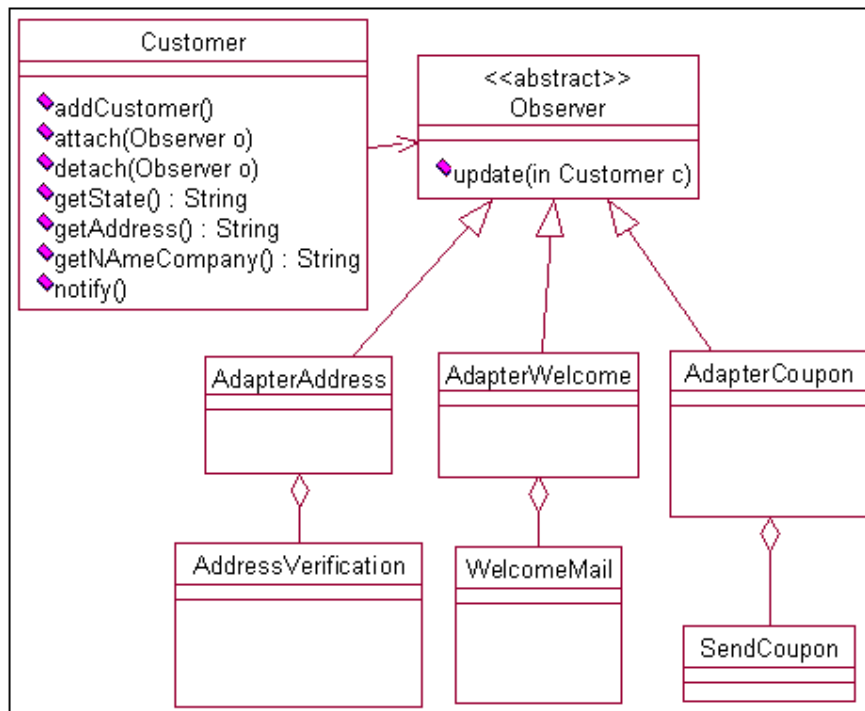 Customer
addCustomer()
attach(Observer o)
detach(Observer o)
getState() : String
getAddress() : String
getNAmeCompany() : String
notify()
<<abstract>>
Observer
update(in Customer c)
AdapterAddress
AdapterWelcome
AdapterCoupon
AddressVerification
WelcomeMail
SendCoupon